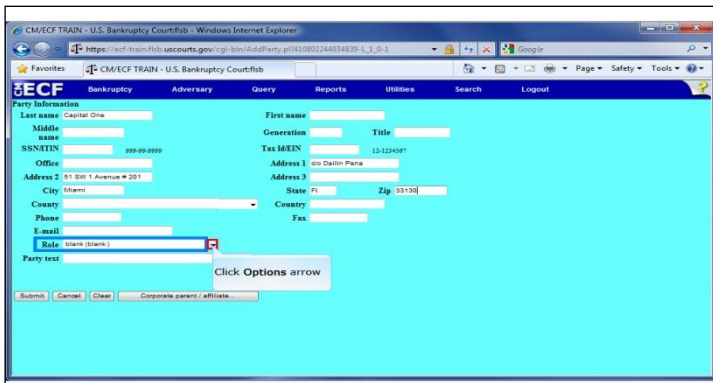 CM/ECF TRAIN - U.S. Bankruptcy Court:flsb - Windows Internet Explorer
https://ecf-train.flsb.uscourts.gov/cgi-bin/AddParty.pl?410802244934839-L_1_0-1 Google
Favorites CM/ECF TRAIN - U.S. Bankruptcy Court:flsb Page Safety Tools
ECF Bankruptcy Adversary Query Reports Utilities Search Logout ?
Party Information
Last name Capital One First name
Middle name Generation Title
SSN/ITIN 999-99-9999 Tax Id/EIN 12-1234567
Office Address 1 c/o Dailin Pena
Address 2 51 SW 1 Avenue # 201 Address 3
City Miami State Fl Zip 33130
County Country
Phone Fax
E-mail
Role blank (blank:)
Party text
Click Options arrow
Submit Cancel Clear Corporate parent / affiliate...